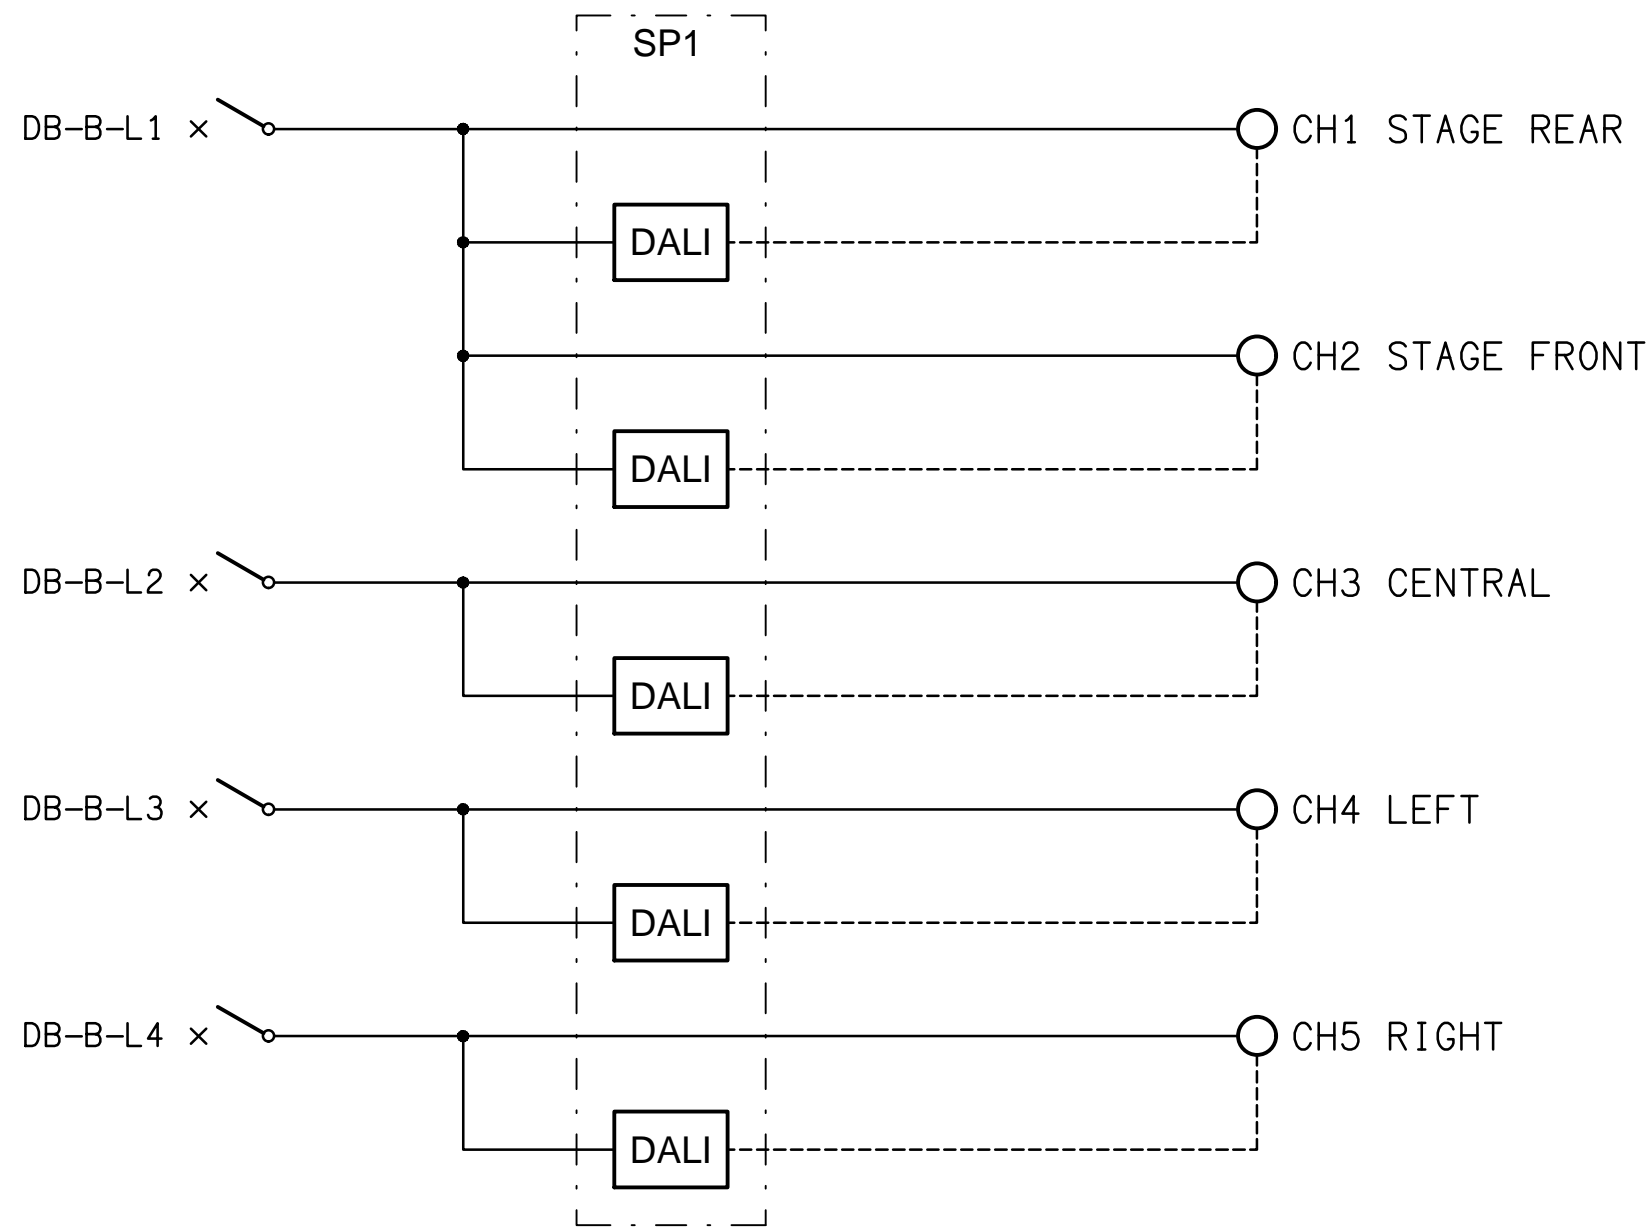 SP1
DB-B-L1
CH1 STAGE REAR
DALI
CH2 STAGE FRONT
DALI
DB-B-L2
CH3 CENTRAL
DALI
DB-B-L3
CH4 LEFT
DALI
DB-B-L4
CH5 RIGHT
DALI